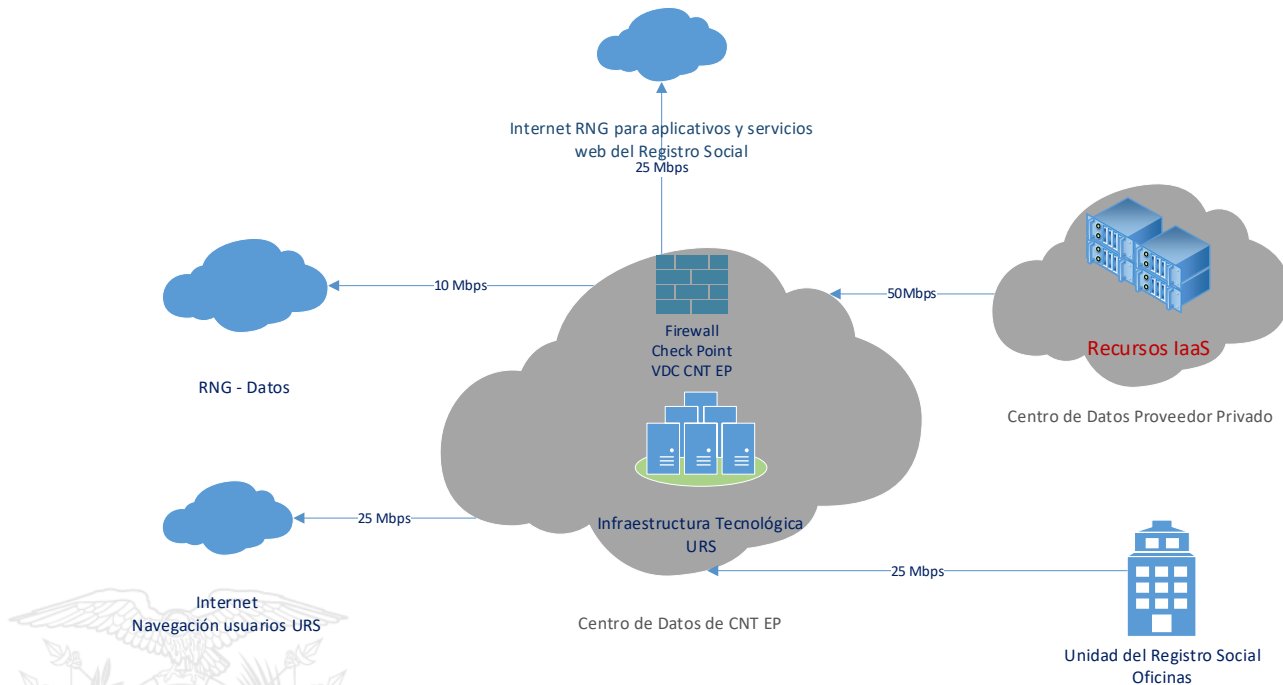 Internet RNG para aplicativos y servicios
web del Registro Social
25 Mbps
10 Mbps
50Mbps
Firewall
Check Point
VDC CNT EP
Recursos IaaS
RNG - Datos
Centro de Datos Proveedor Privado
25 Mbps
Infraestructura Tecnológica
URS
25 Mbps
Internet
Navegación usuarios URS
Centro de Datos de CNT EP
Unidad del Registro Social
Oficinas